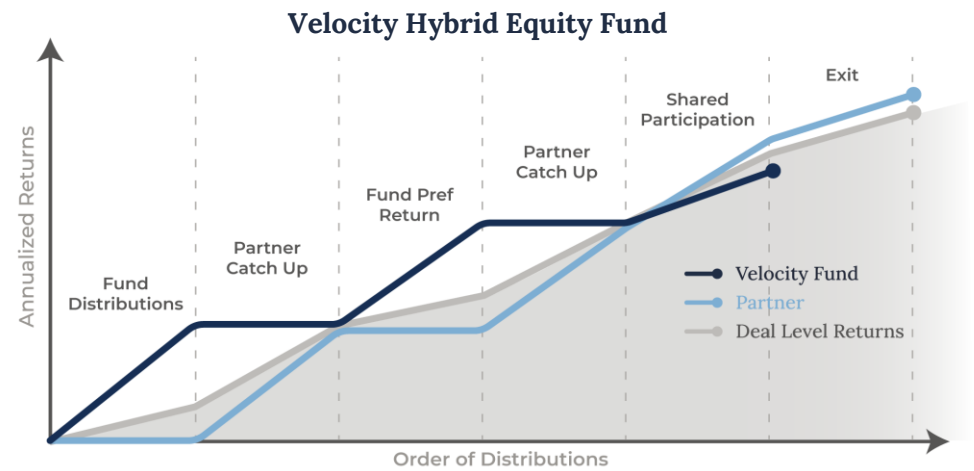 Velocity Hybrid Equity Fund
Annualized Returns
Fund
Distributions
Partner
Catch Up
Fund Pref
Return
Partner
Catch Up
Shared
Participation
Exit
Velocity Fund
Partner
Deal Level Returns
Order of Distributions